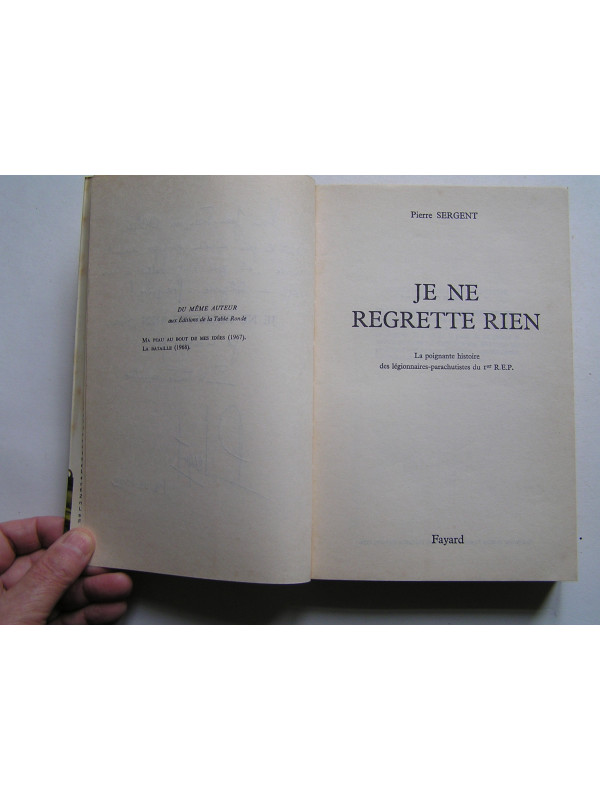 DU MÊME AUTEUR
aux Éditions de la Table Ronde
MA PEAU AU BOUT DE MES IDÉES (1967).
LA BATAILLE (1968).
Pierre SERGENT
JE NE
REGRETTE RIEN
La poignante histoire
des légionnaires-parachutistes du 1er R.E.P.
Fayard